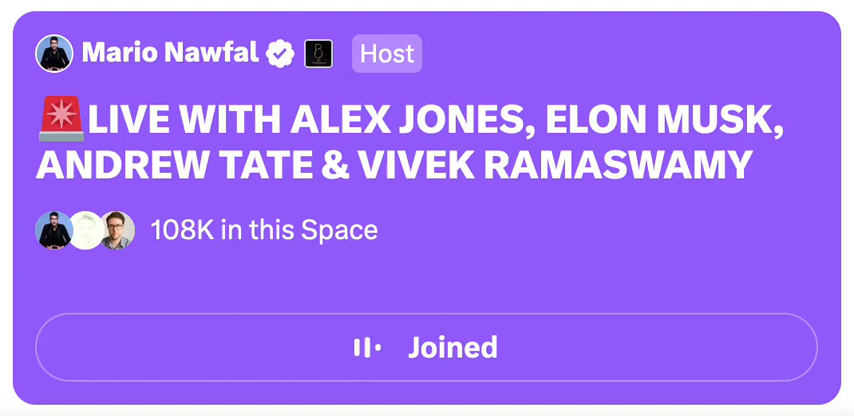 Mario Nawfal Host
🚨LIVE WITH ALEX JONES, ELON MUSK,
ANDREW TATE & VIVEK RAMASWAMY
108K in this Space
Joined